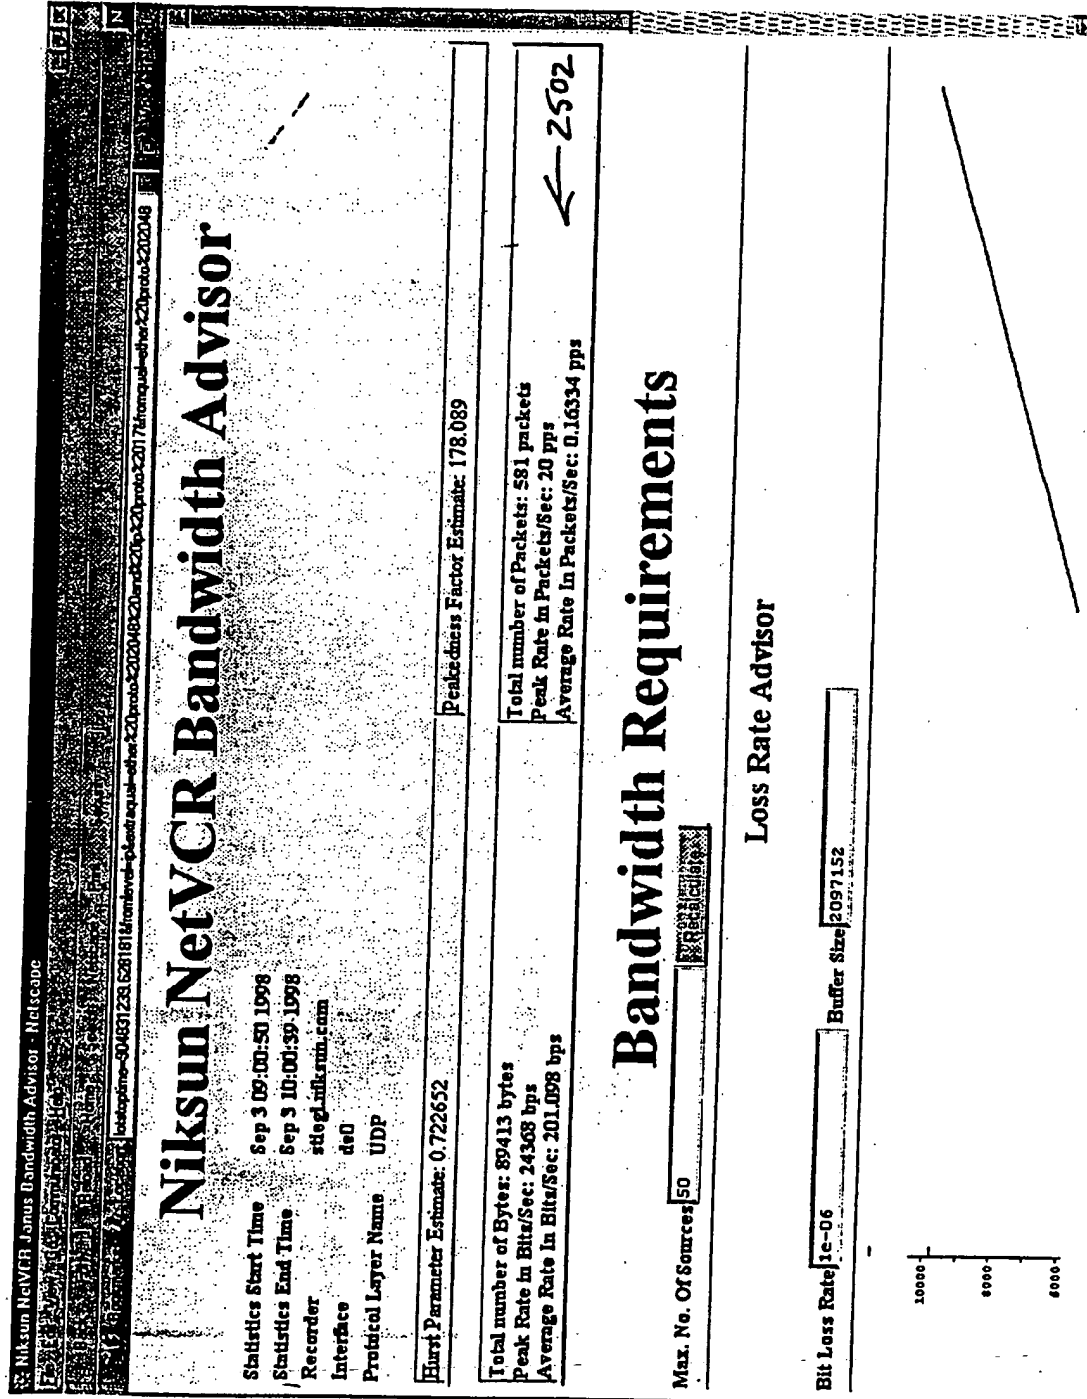 Niksun NetVCR Janus Bandwidth Advisor - Netscape
Niksun NetVCR Bandwidth Advisor
Statistics Start Time Sep 3 09:00:50 1998
Statistics End Time Sep 3 10:00:39 1998
Recorder stiegl.niksun.com
Interface de0
Protocol Layer Name UDP
Hurst Parameter Estimate: 0.722652
Peakedness Factor Estimate: 178.089
Total number of Bytes: 89413 bytes
Peak Rate in Bits/Sec: 24368 bps
Average Rate In Bits/Sec: 201.098 bps
Total number of Packets: 581 packets
Peak Rate in Packets/Sec: 20 pps
Average Rate In Packets/Sec: 0.16334 pps
← 2502
Bandwidth Requirements
Max. No. Of Sources 50 Recalculate
Loss Rate Advisor
Bit Loss Rate 1e-06 Buffer Size 2097152
10000
8000
6000